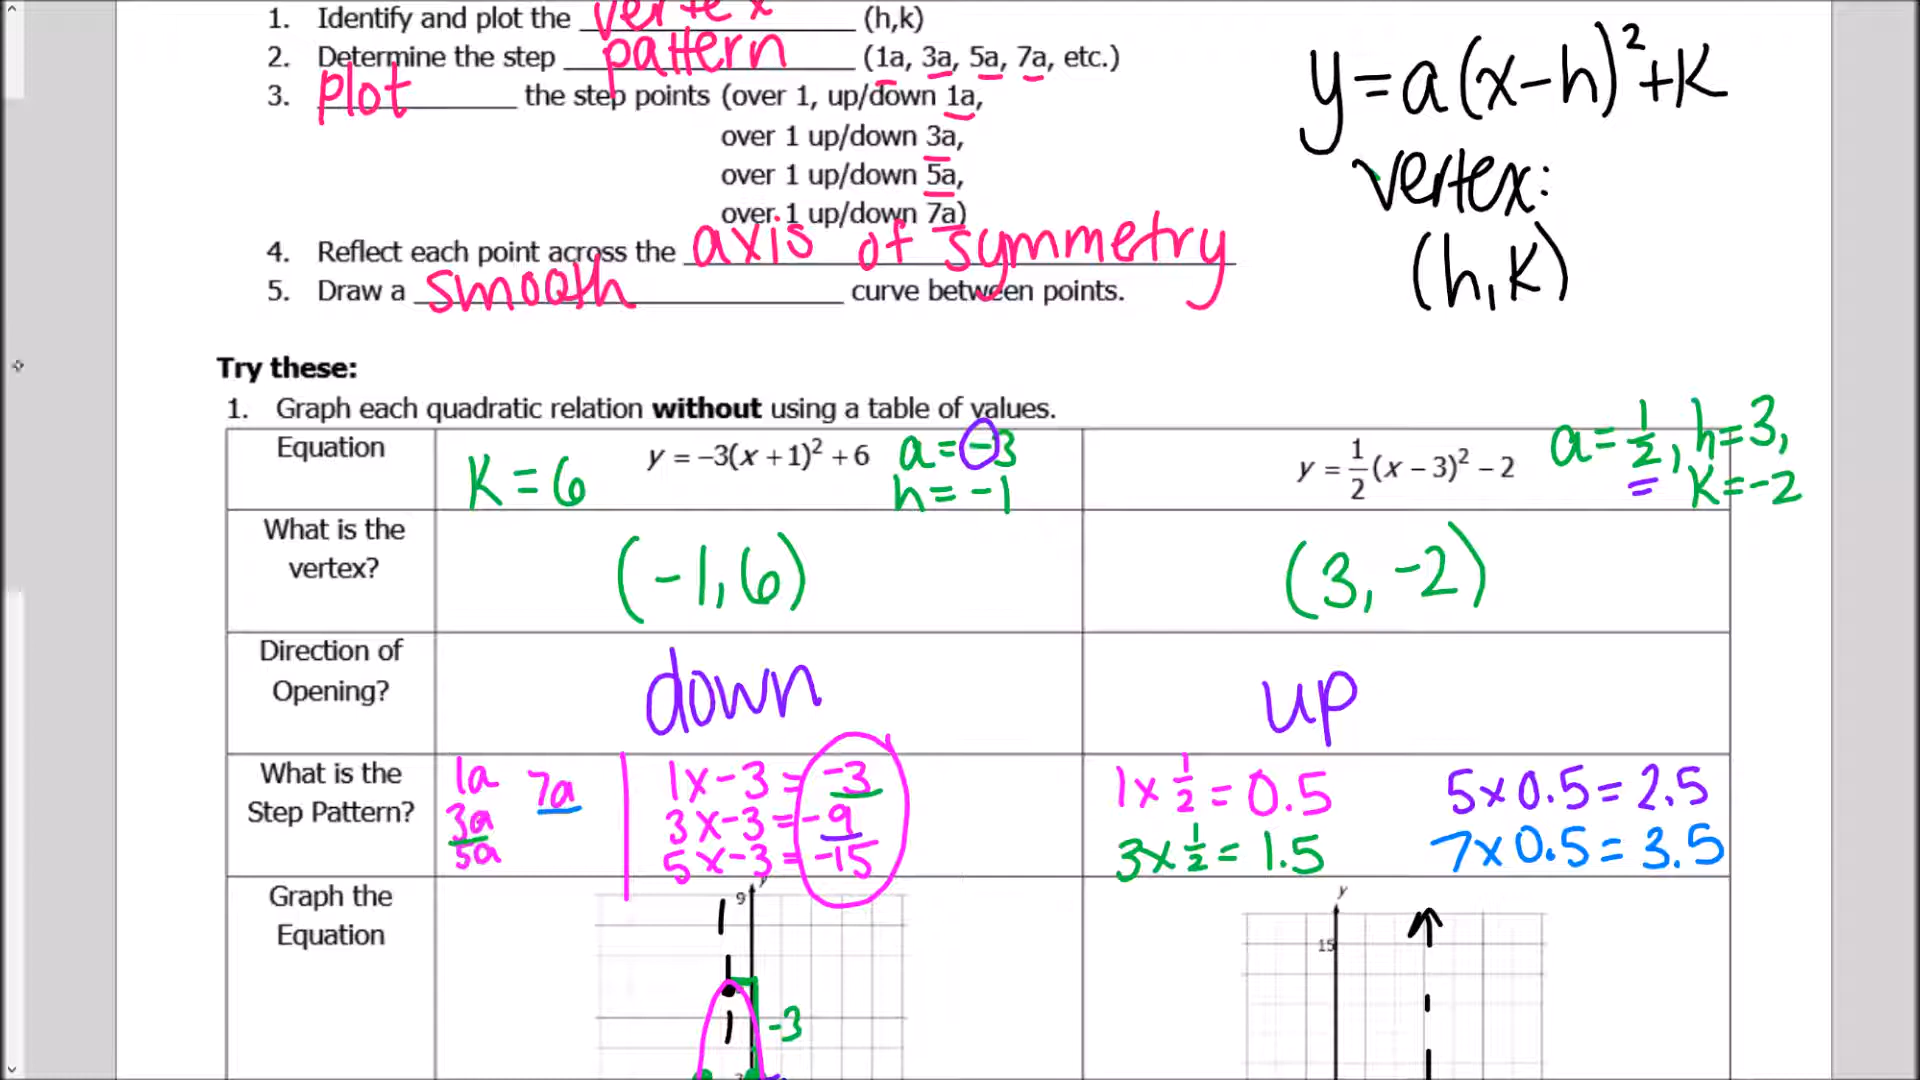 1. Identify and plot the vertex (h,k)
2. Determine the step pattern (1a, 3a, 5a, 7a, etc.)
3. plot the step points (over 1, up/down 1a,
over 1 up/down 3a,
over 1 up/down 5a,
over 1 up/down 7a)
4. Reflect each point across the axis of symmetry
5. Draw a smooth curve between points.
y=a(x-h)²+k
vertex:
(h,k)
Try these:
1. Graph each quadratic relation without using a table of values.
Equation
K=6
y = −3(x + 1)² + 6
a=-3
h=-1
y = 1/2(x − 3)² − 2
a=1/2, h=3,
k=-2
What is the vertex?
(-1,6)
(3,-2)
Direction of Opening?
down
up
What is the Step Pattern?
1a
3a
5a
7a
1x-3=-3
3x-3=-9
5x-3=-15
1x1/2=0.5
3x1/2=1.5
5x0.5=2.5
7x0.5=3.5
Graph the Equation
y
9
-3
y
15